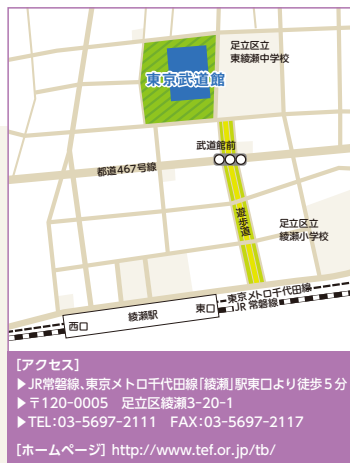 足立区立
東綾瀬中学校
東京武道館
武道館前
都道467号線
遊歩道
足立区立
綾瀬小学校
東京メトロ千代田線
JR 常磐線
東口
綾瀬駅
西口
[アクセス]
▶JR常磐線、東京メトロ千代田線「綾瀬」駅東口より徒歩5分
▶〒120-0005 足立区綾瀬3-20-1
▶TEL:03-5697-2111 FAX:03-5697-2117
[ホームページ] http://www.tef.or.jp/tb/